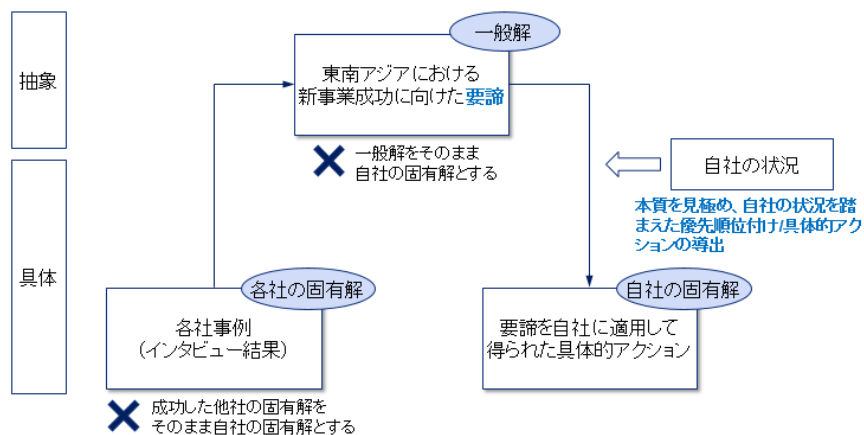 一般解
抽象
東南アジアにおける
新事業成功に向けた要諦
一般解をそのまま
自社の固有解とする
自社の状況
本質を見極め、自社の状況を踏
まえた優先順位付け/具体的アク
ションの導出
具体
各社の固有解
各社事例
(インタビュー結果)
自社の固有解
要諦を自社に適用して
得られた具体的アクション
成功した他社の固有解を
そのまま自社の固有解とする